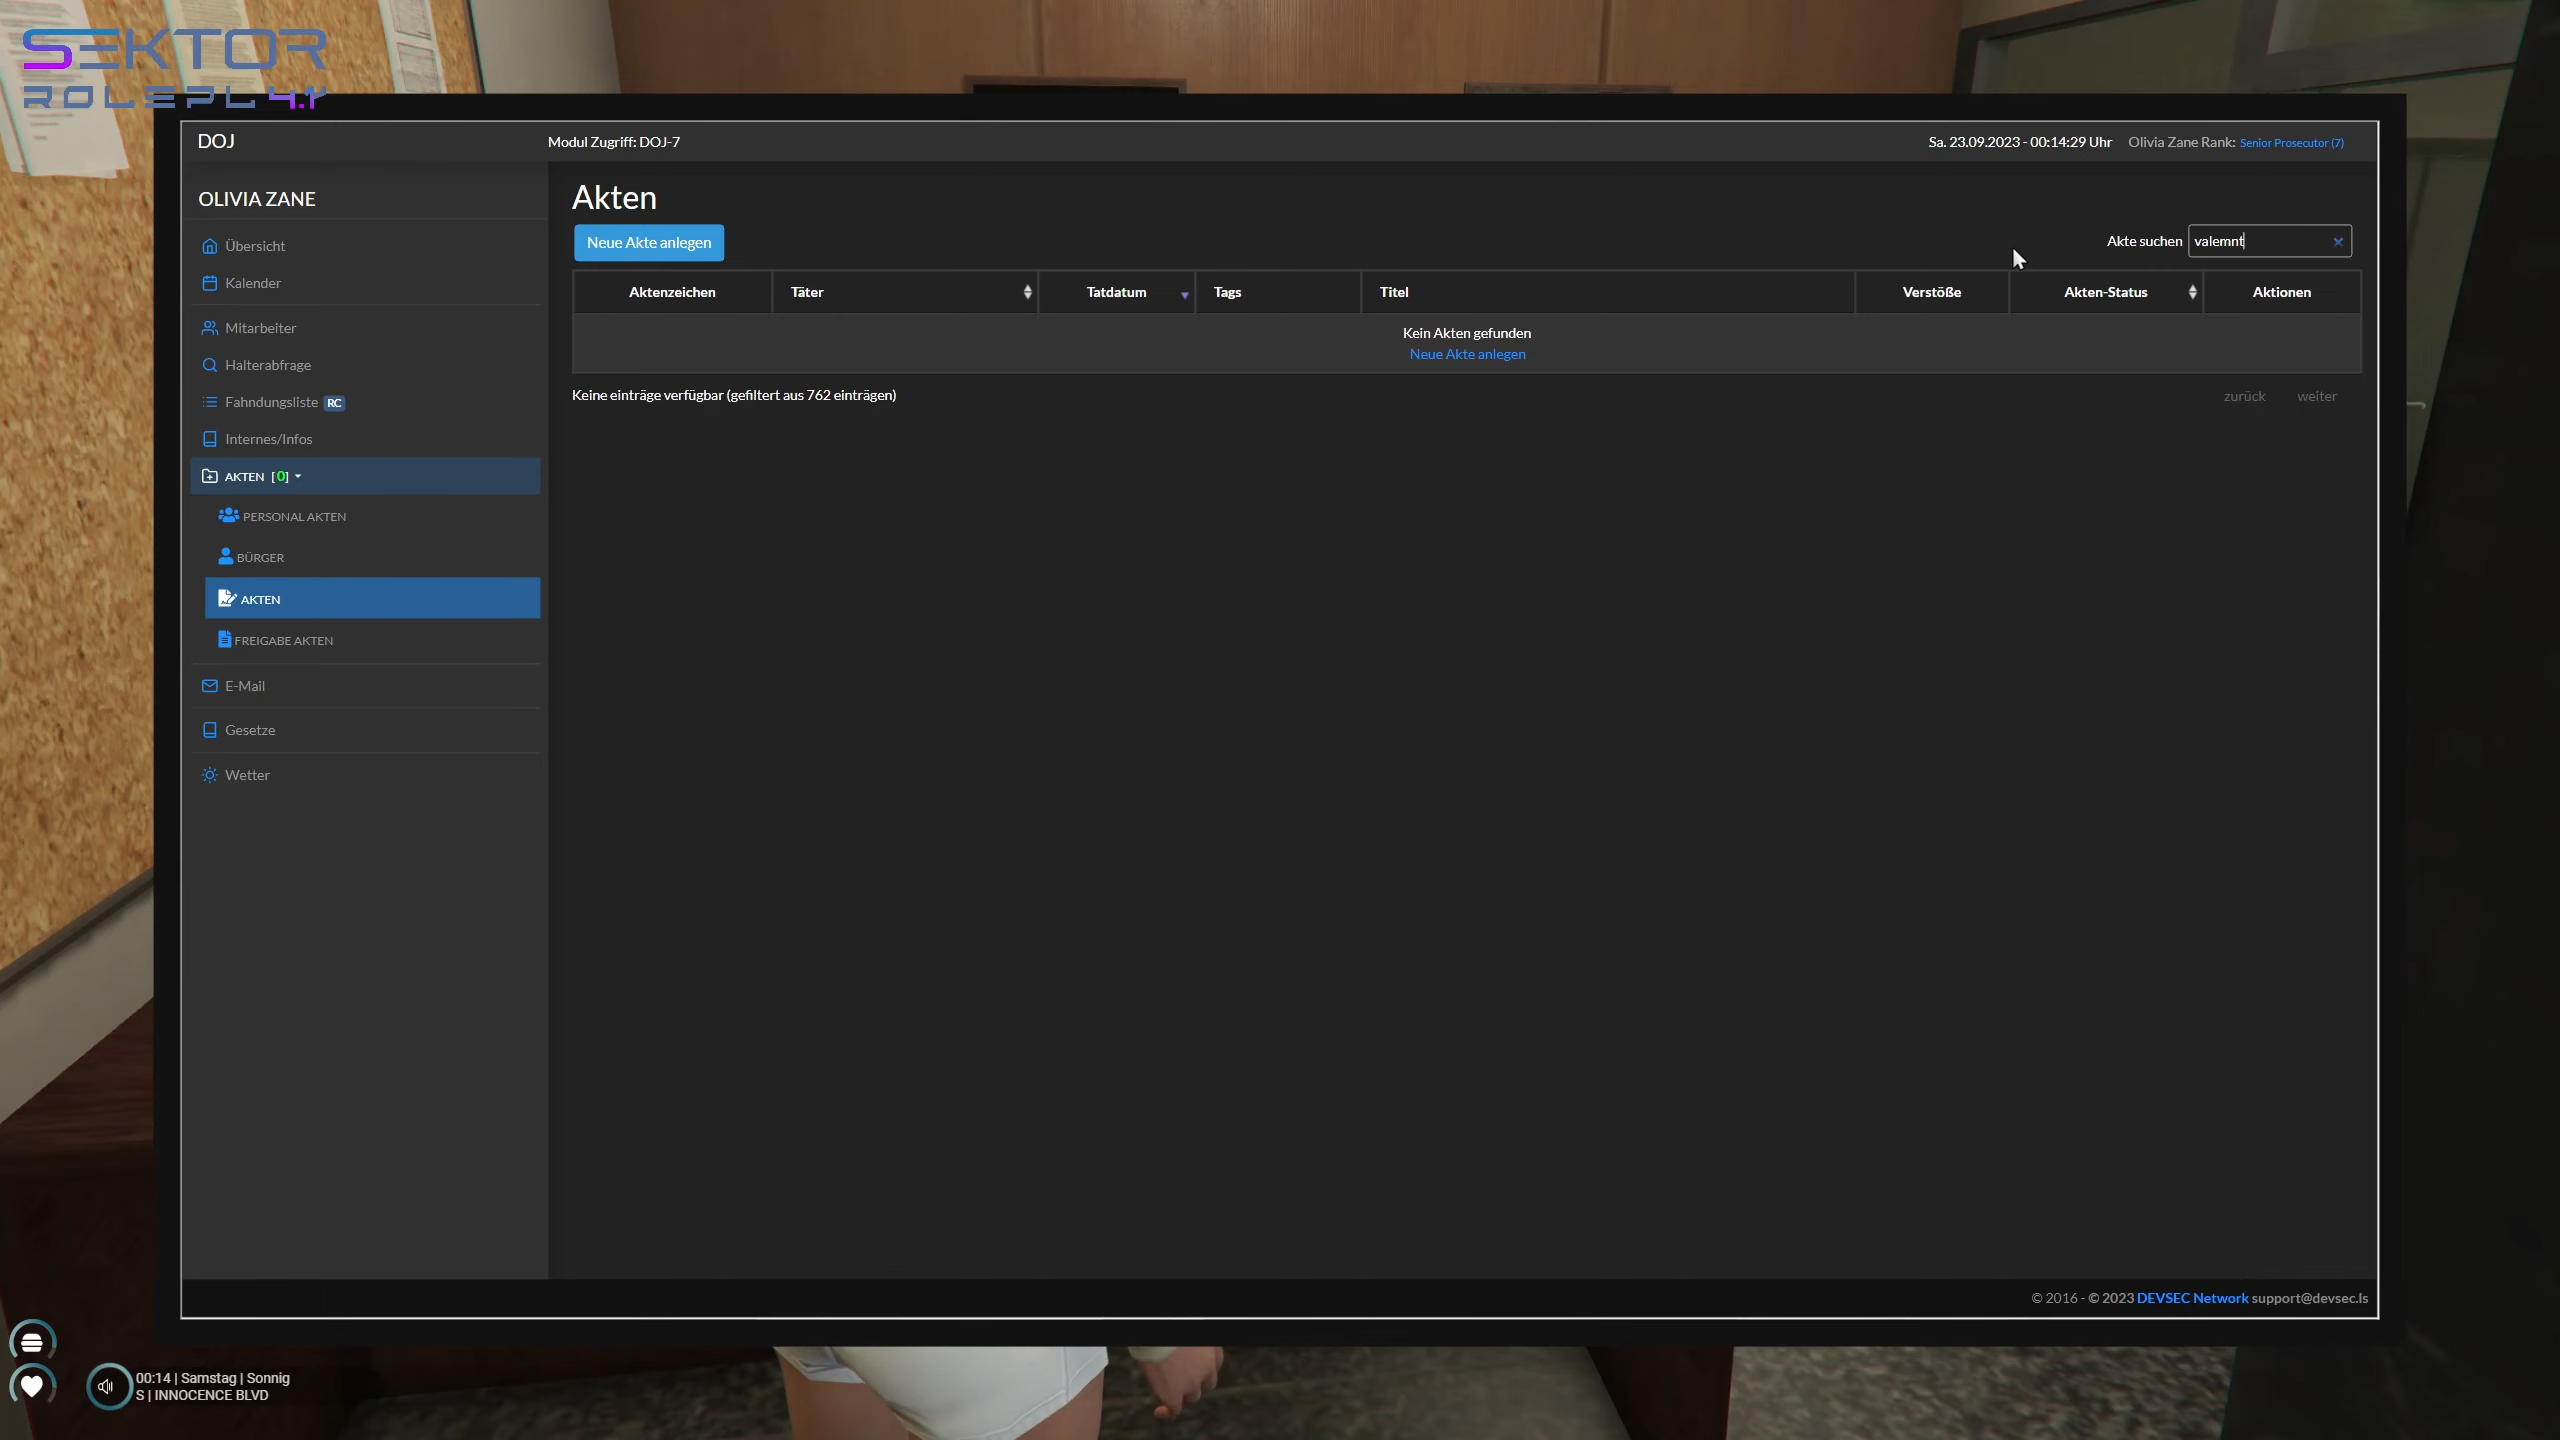 SEKTOR
ROLEPL4.Y
DOJ
Modul Zugriff: DOJ-7
Sa. 23.09.2023 - 00:14:29 Uhr
Olivia Zane Rank: Senior Prosecutor (7)
OLIVIA ZANE
Übersicht
Kalender
Mitarbeiter
Halterabfrage
Fahndungsliste RC
Internes/Infos
AKTEN [0]
PERSONAL AKTEN
BÜRGER
AKTEN
FREIGABE AKTEN
E-Mail
Gesetze
Wetter
Akten
Neue Akte anlegen
Akte suchen valemnt
Aktenzeichen Täter Tatdatum Tags Titel Verstöße Akten-Status Aktionen
Kein Akten gefunden
Neue Akte anlegen
Keine einträge verfügbar (gefiltert aus 762 einträgen)
zurück weiter
© 2016 - © 2023 DEVSEC Network support@devsec.ls
00:14 | Samstag | Sonnig
S | INNOCENCE BLVD